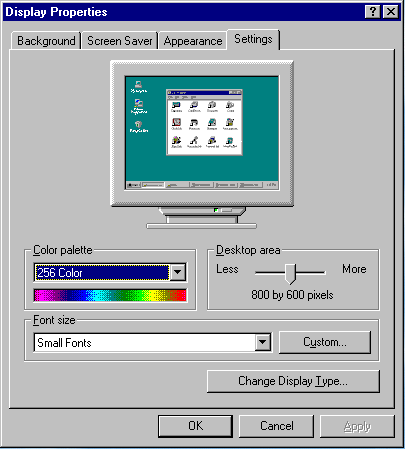 Display Properties
Background Screen Saver Appearance Settings
Color palette
256 Color
Desktop area
Less More
800 by 600 pixels
Font size
Small Fonts Custom...
Change Display Type...
OK Cancel Apply